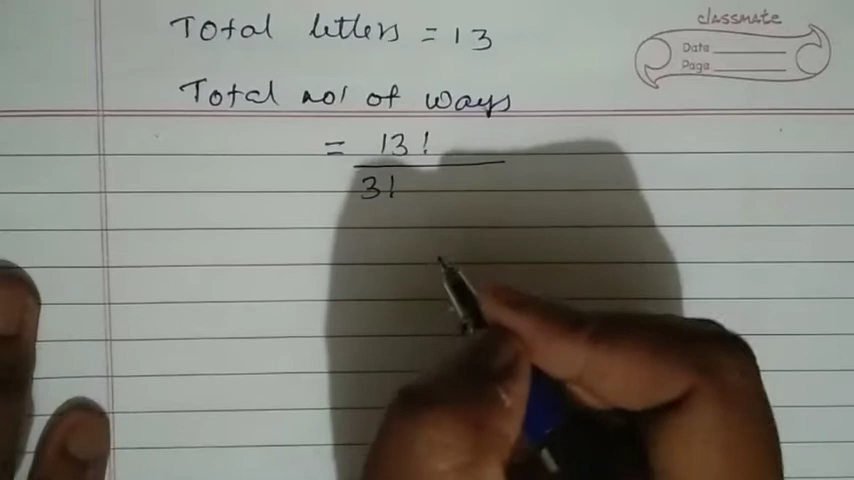 classmate
Total letters = 13
Date
Page
Total no! of ways
= 13!
3!